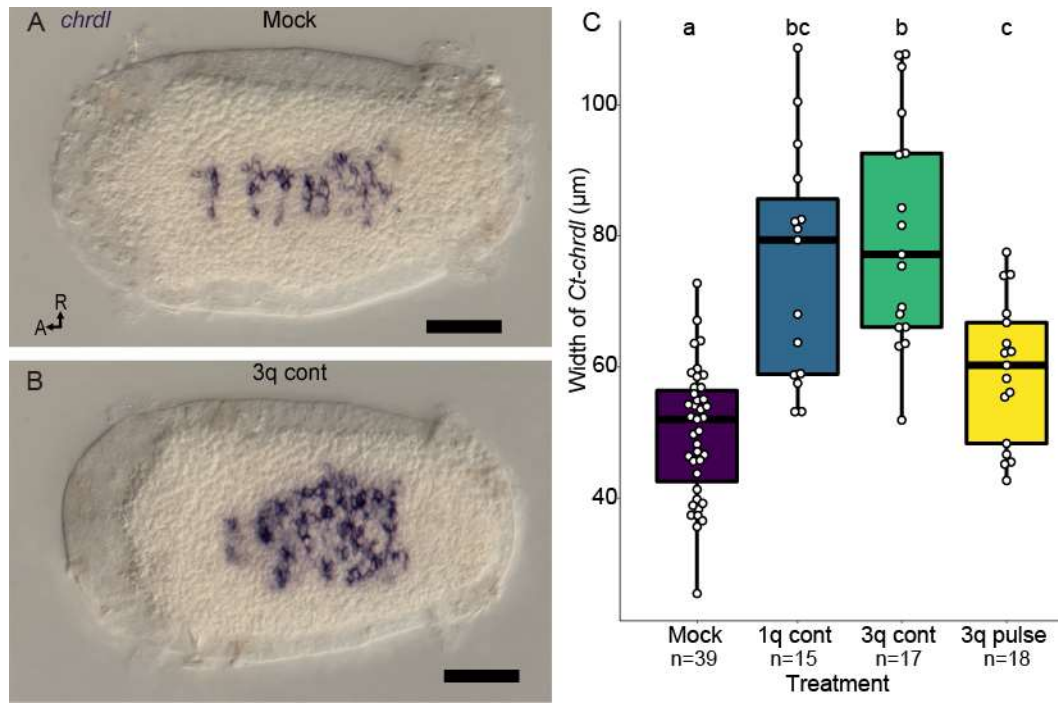 A chrdl Mock
R
A
B 3q cont
C
a bc b c
Width of Ct-chrdl (µm)
100
80
60
40
Mock 1q cont 3q cont 3q pulse
n=39 n=15 n=17 n=18
Treatment